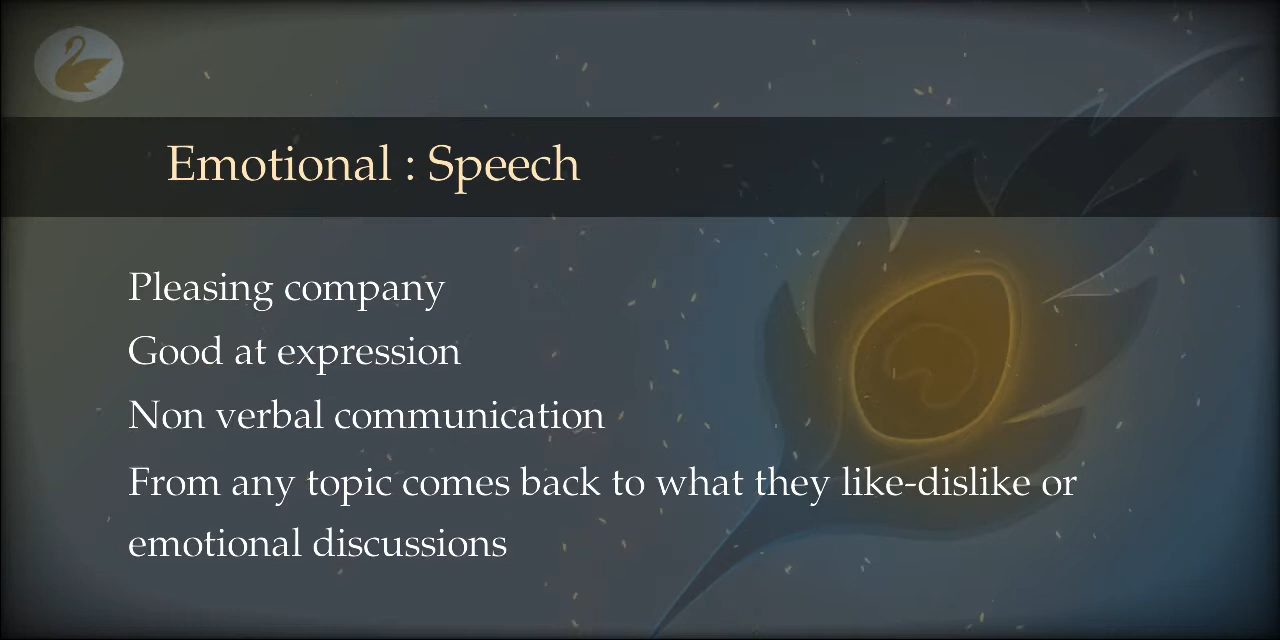 Emotional : Speech
Pleasing company
Good at expression
Non verbal communication
From any topic comes back to what they like-dislike or
emotional discussions